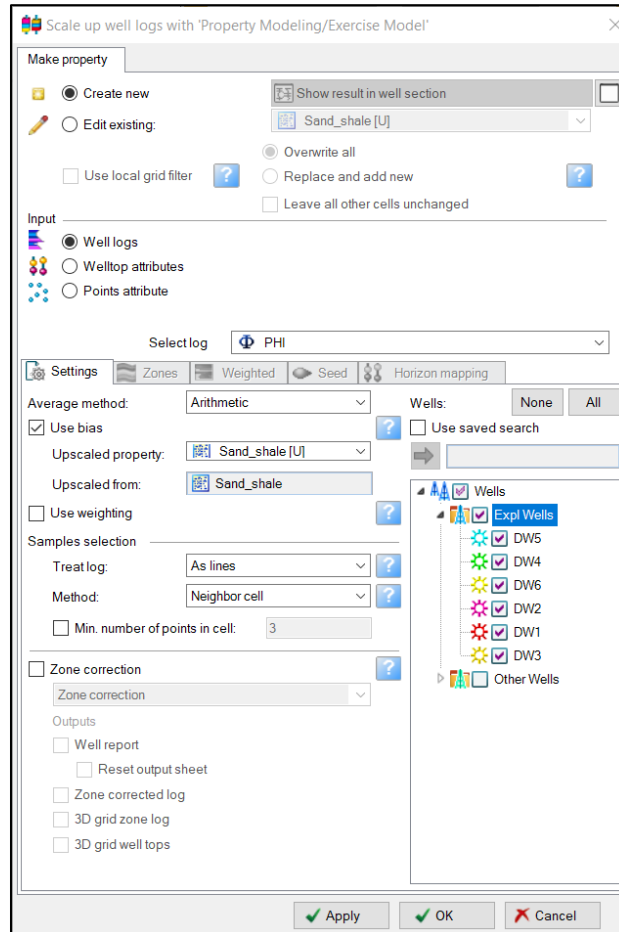 Scale up well logs with 'Property Modeling/Exercise Model'
Make property
Create new
Show result in well section
Edit existing:
Sand_shale [U]
Overwrite all
Use local grid filter
?
Replace and add new
?
Leave all other cells unchanged
Input
Well logs
Welltop attributes
Points attribute
Select log
Φ PHI
Settings
Zones
Weighted
Seed
Horizon mapping
Average method:
Arithmetic
Wells:
None
All
Use bias
?
Use saved search
Upscaled property:
Sand_shale [U]
Upscaled from:
Sand_shale
Wells
Use weighting
?
Expl Wells
Samples selection
DW5
Treat log:
As lines
?
DW4
Method:
Neighbor cell
?
DW6
Min. number of points in cell:
3
DW2
DW1
DW3
Zone correction
?
Other Wells
Zone correction
Outputs
Well report
Reset output sheet
Zone corrected log
3D grid zone log
3D grid well tops
Apply
OK
Cancel